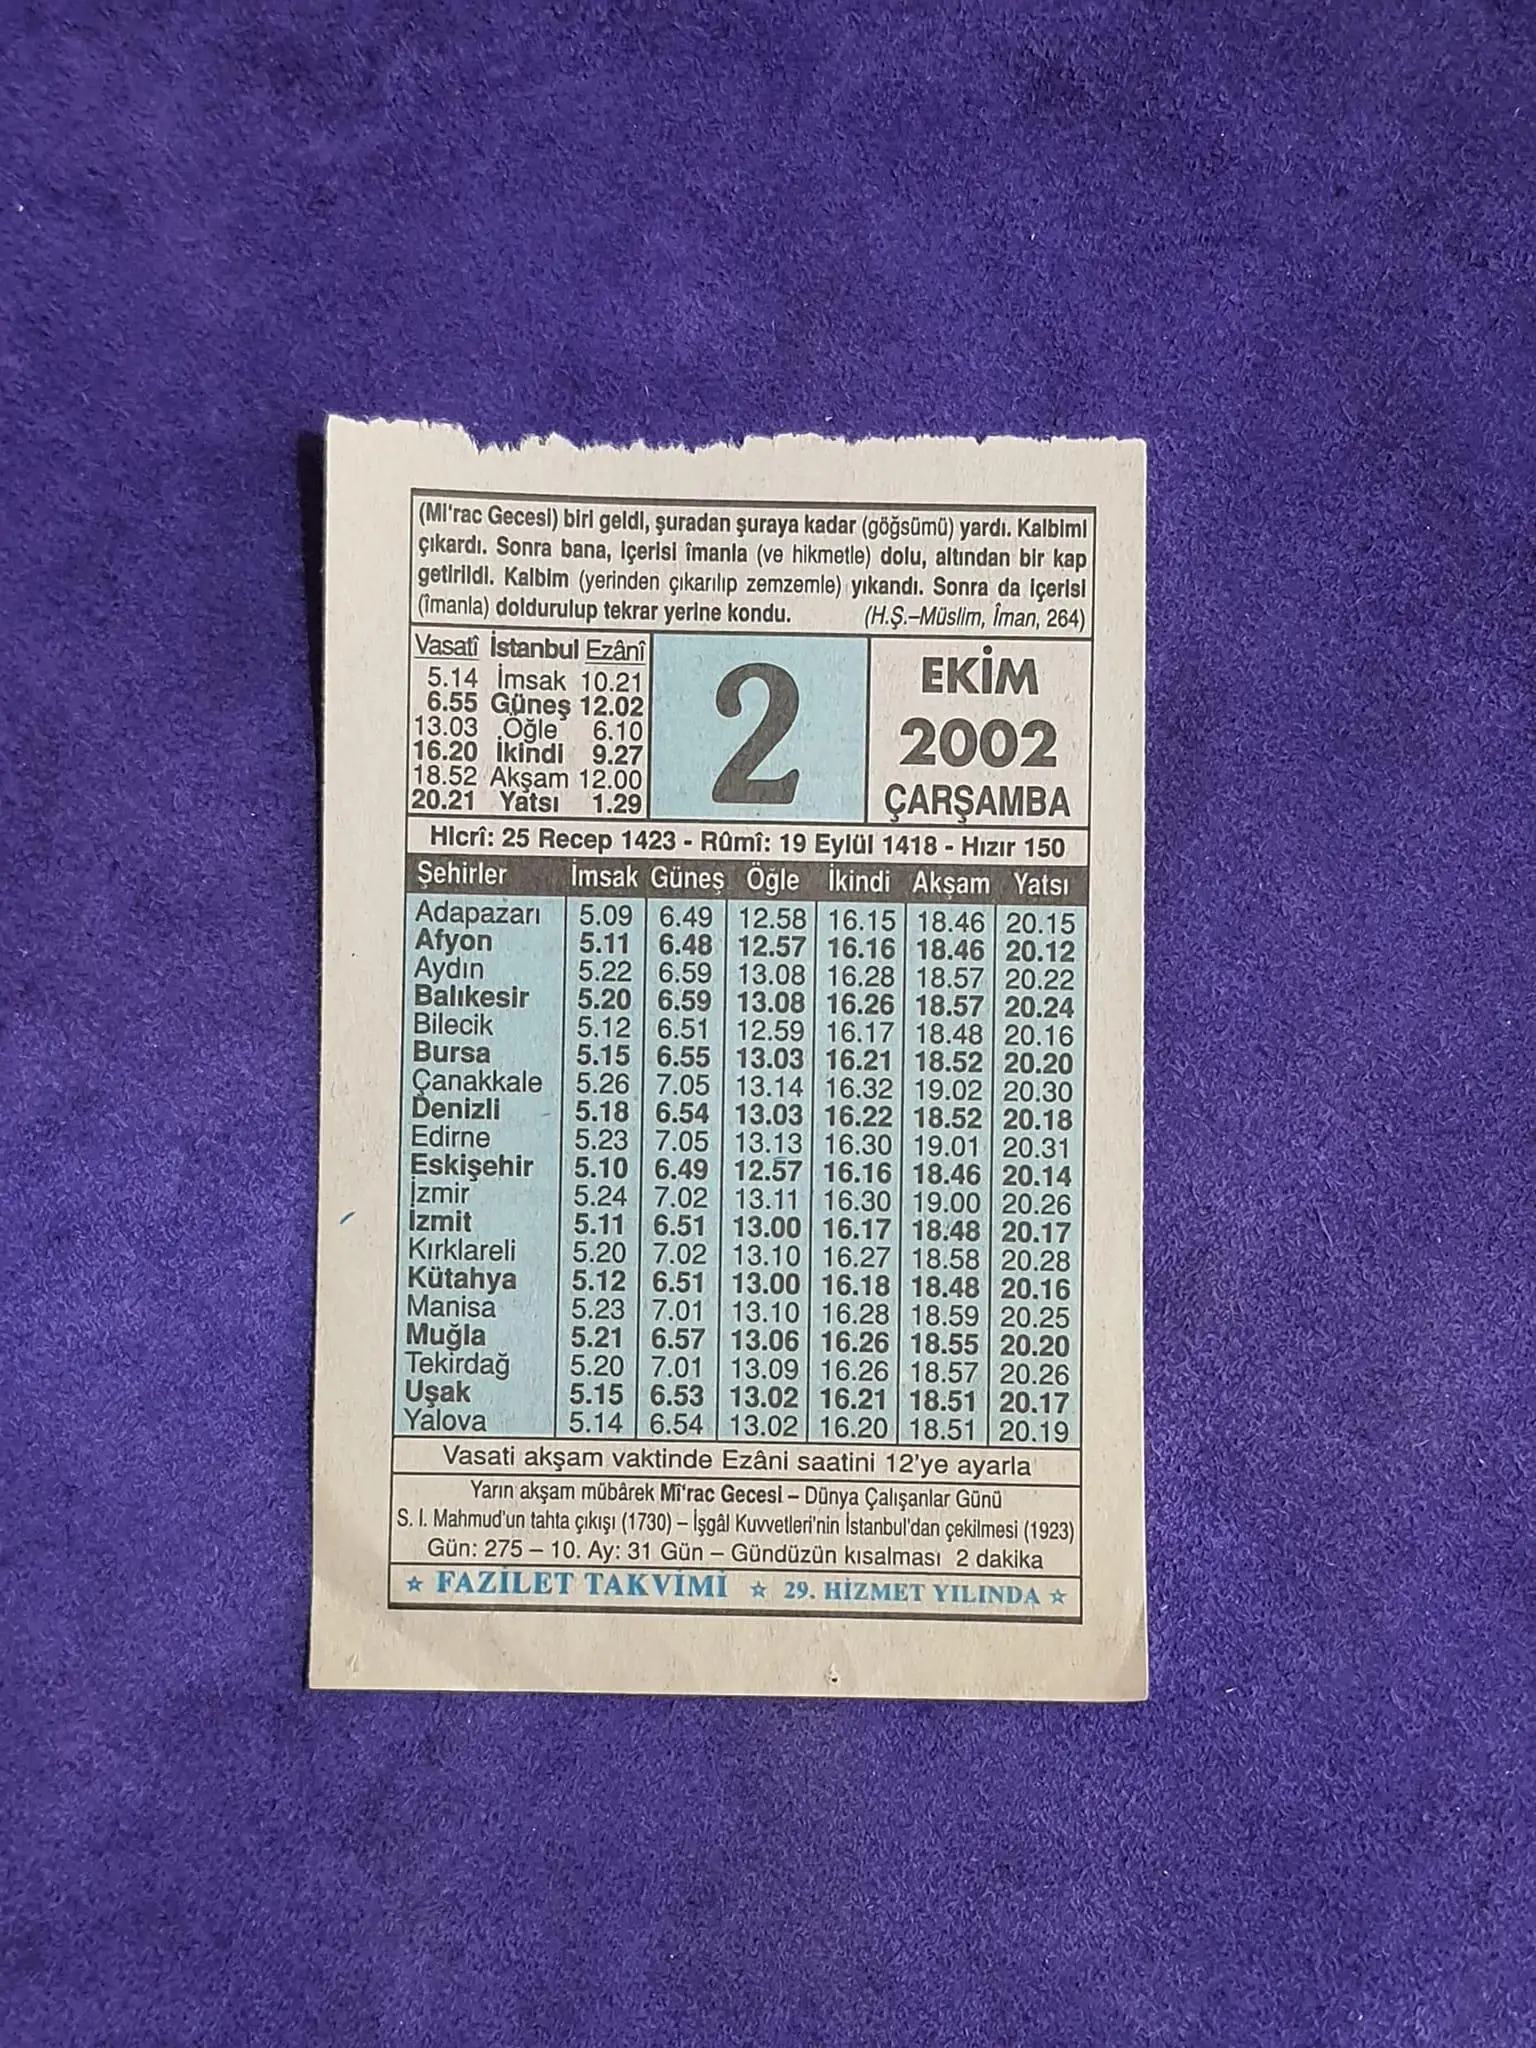 (Mi'rac Gecesi) biri geldi, şuradan şuraya kadar (göğsümü) yardı. Kalbimi
çıkardı. Sonra bana, içerisi îmanla (ve hikmetle) dolu, altından bir kap
getirildi. Kalbim (yerinden çıkarılıp zemzemle) yıkandı. Sonra da içerisi
(îmanla) doldurulup tekrar yerine kondu. (H.Ş.–Müslim, Îman, 264)
Vasatî İstanbul Ezânî
5.14 İmsak 10.21
6.55 Güneş 12.02
13.03 Öğle 6.10
16.20 İkindi 9.27
18.52 Akşam 12.00
20.21 Yatsı 1.29
2
EKİM
2002
ÇARŞAMBA
Hicrî: 25 Recep 1423 - Rûmî: 19 Eylül 1418 - Hızır 150
Şehirler İmsak Güneş Öğle İkindi Akşam Yatsı
Adapazarı 5.09 6.49 12.58 16.15 18.46 20.15
Afyon 5.11 6.48 12.57 16.16 18.46 20.12
Aydın 5.22 6.59 13.08 16.28 18.57 20.22
Balıkesir 5.20 6.59 13.08 16.26 18.57 20.24
Bilecik 5.12 6.51 12.59 16.17 18.48 20.16
Bursa 5.15 6.55 13.03 16.21 18.52 20.20
Çanakkale 5.26 7.05 13.14 16.32 19.02 20.30
Denizli 5.18 6.54 13.03 16.22 18.52 20.18
Edirne 5.23 7.05 13.13 16.30 19.01 20.31
Eskişehir 5.10 6.49 12.57 16.16 18.46 20.14
İzmir 5.24 7.02 13.11 16.30 19.00 20.26
İzmit 5.11 6.51 13.00 16.17 18.48 20.17
Kırklareli 5.20 7.02 13.10 16.27 18.58 20.28
Kütahya 5.12 6.51 13.00 16.18 18.48 20.16
Manisa 5.23 7.01 13.10 16.28 18.59 20.25
Muğla 5.21 6.57 13.06 16.26 18.55 20.20
Tekirdağ 5.20 7.01 13.09 16.26 18.57 20.26
Uşak 5.15 6.53 13.02 16.21 18.51 20.17
Yalova 5.14 6.54 13.02 16.20 18.51 20.19
Vasati akşam vaktinde Ezâni saatini 12'ye ayarla
Yarın akşam mübârek Mî'rac Gecesi – Dünya Çalışanlar Günü
S. I. Mahmud'un tahta çıkışı (1730) – İşgâl Kuvvetleri'nin İstanbul'dan çekilmesi (1923)
Gün: 275 – 10. Ay: 31 Gün – Gündüzün kısalması 2 dakika
☆ FAZİLET TAKVİMİ ☆ 29. HİZMET YILINDA ☆